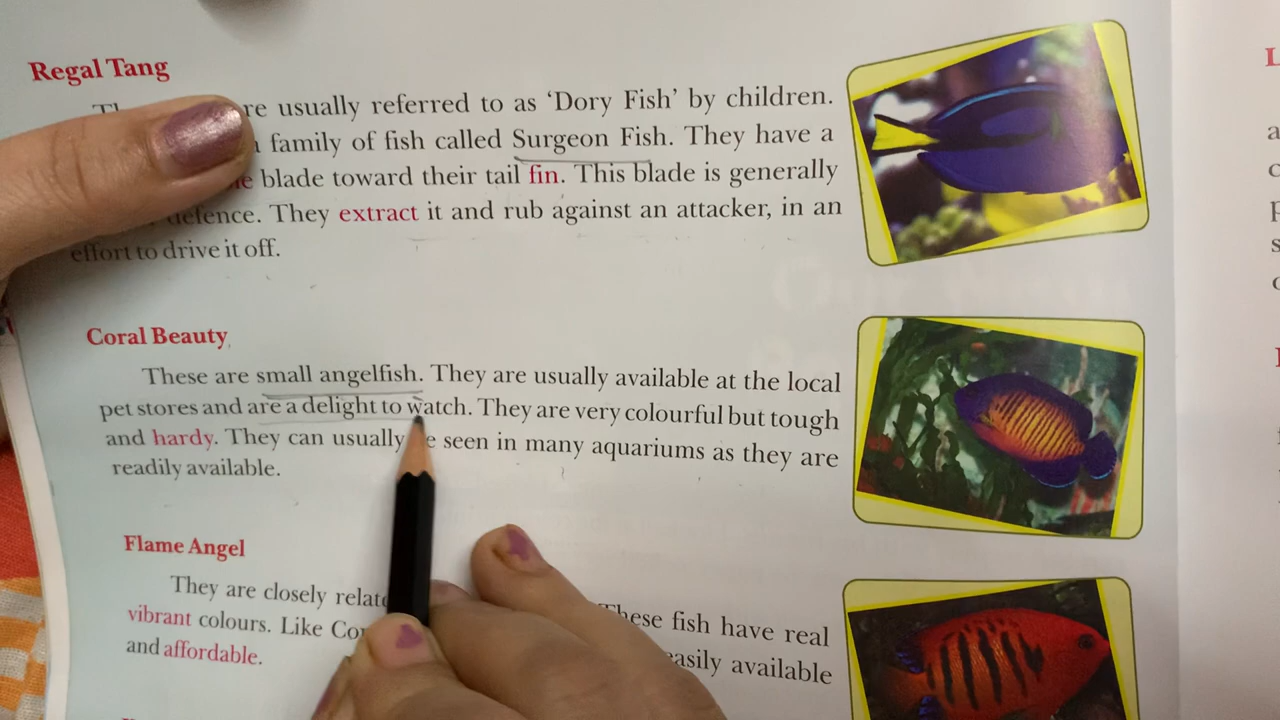 Regal Tang
re usually referred to as ‘Dory Fish’ by children.
family of fish called Surgeon Fish. They have a
blade toward their tail fin. This blade is generally
defence. They extract it and rub against an attacker, in an
effort to drive it off.
Coral Beauty
These are small angelfish. They are usually available at the local
pet stores and are a delight to watch. They are very colourful but tough
and hardy. They can usually be seen in many aquariums as they are
readily available.
Flame Angel
They are closely relate These fish have real
vibrant colours. Like Cor easily available
and affordable.